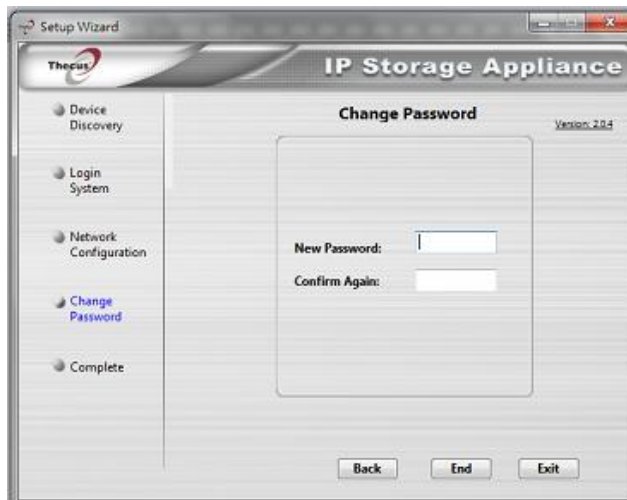 Setup Wizard
Thecus
IP Storage Appliance
Device
Discovery
Login
System
Network
Configuration
Change
Password
Complete
Change Password
Version: 2.0.4
New Password:
Confirm Again:
Back
End
Exit